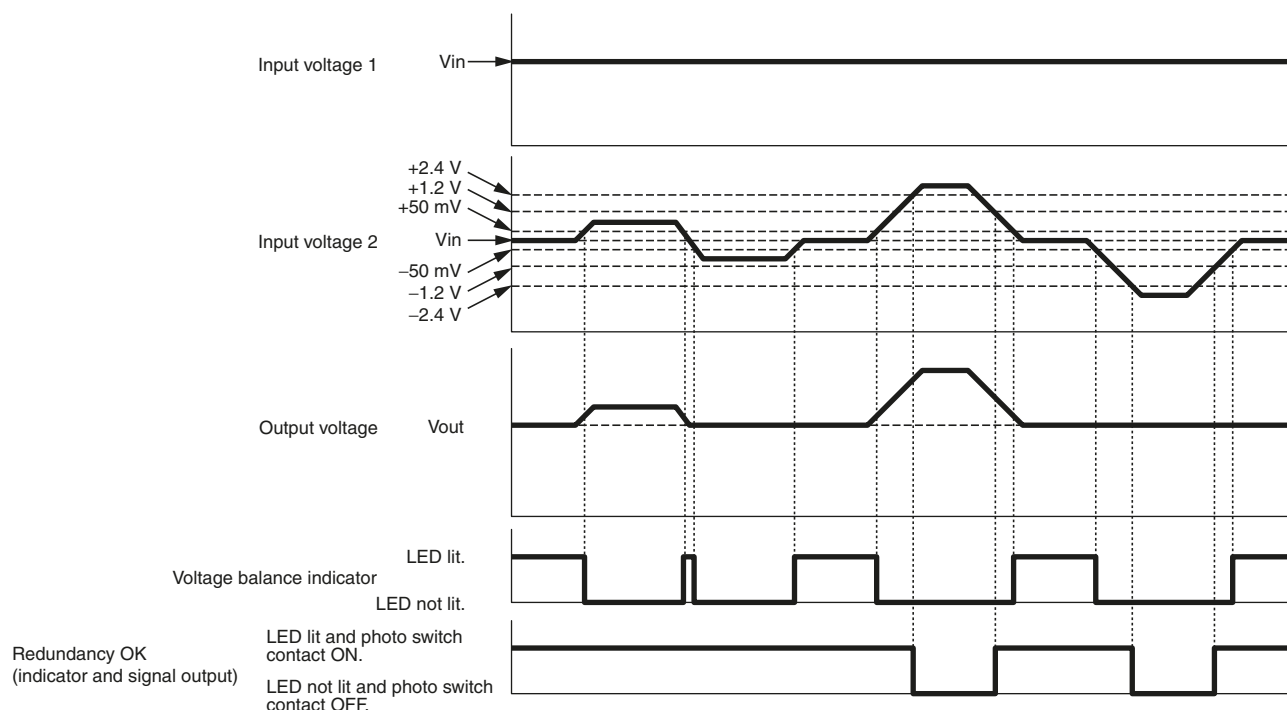 Input voltage 1
Vin
+2.4 V
+1.2 V
+50 mV
Input voltage 2
Vin
−50 mV
−1.2 V
−2.4 V
Output voltage
Vout
Voltage balance indicator
LED lit.
LED not lit.
Redundancy OK
(indicator and signal output)
LED lit and photo switch
contact ON.
LED not lit and photo switch
contact OFF.